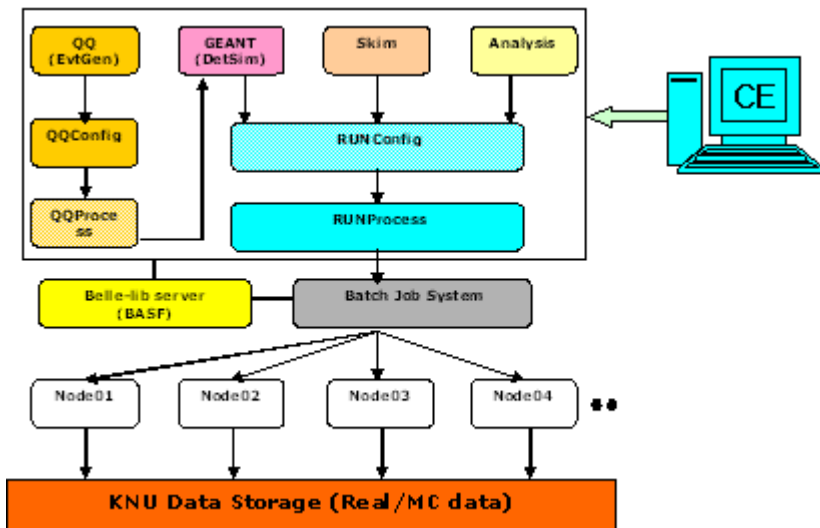 QQ
(EvtGen)
GEANT
(DetSim)
Skim
Analysis
CE
QQConfig
RUNConfig
QQProce
ss
RUNProcess
Belle-lib server
(BASF)
Batch Job System
Node01
Node02
Node03
Node04
KNU Data Storage (Real/MC data)